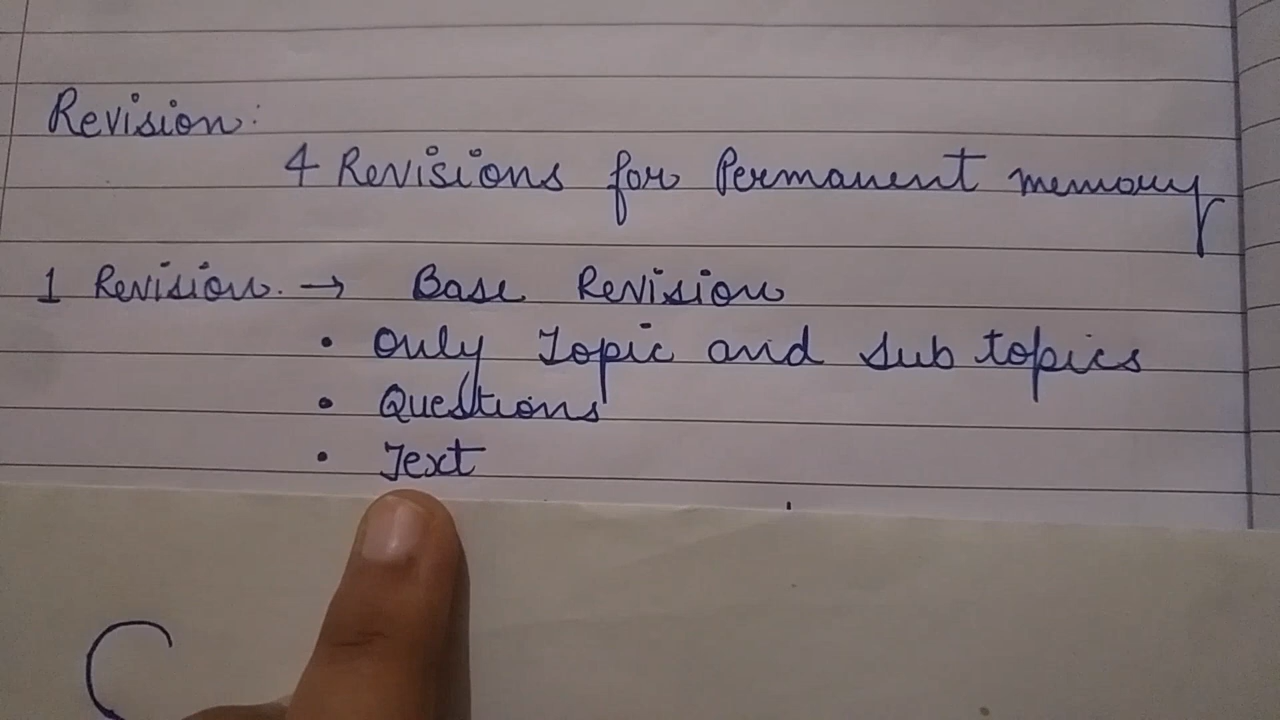 Revision:
4 Revisions for Permanent memory
1 Revision. → Base Revision
• Only Topic and Sub topics
• Questions
• Text